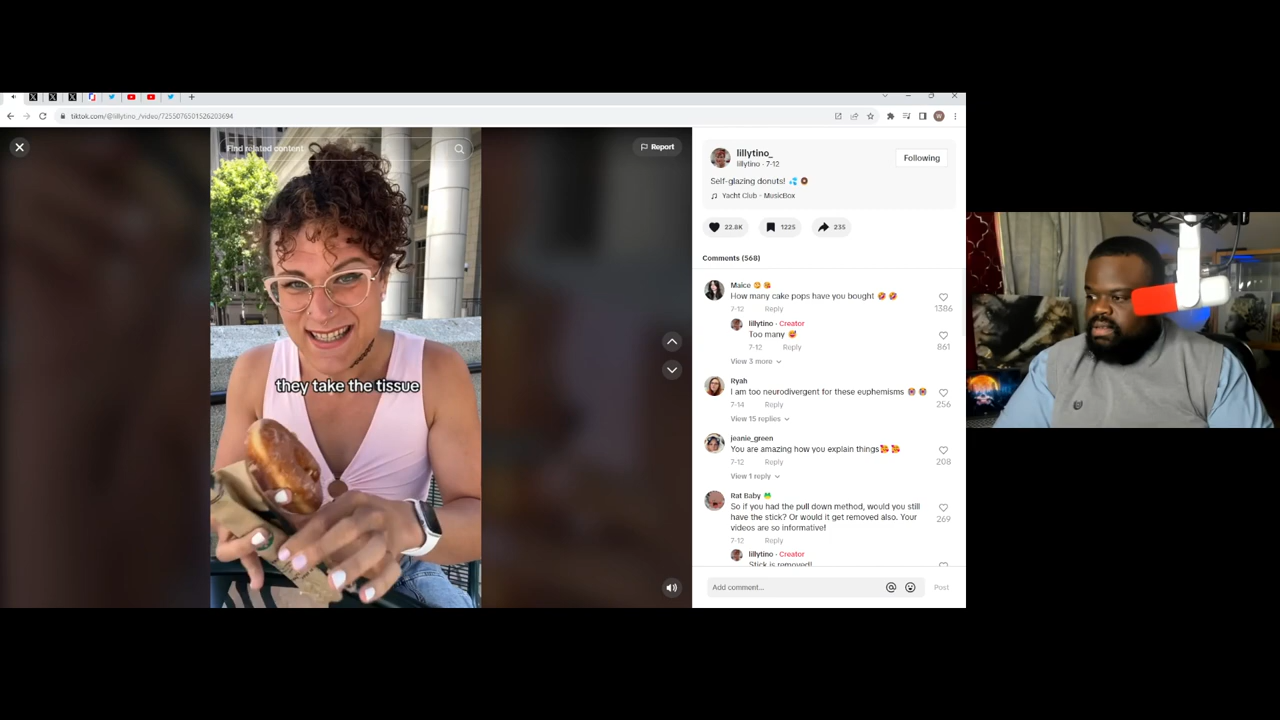 tiktok.com/@lillytino_/video/7255076501526203694
Find related content
Report
they take the tissue
lillytino_
lillytino · 7-12
Following
Self-glazing donuts! 💦 🍩
Yacht Club - MusicBox
22.8K
1225
235
Comments (568)
Maice
How many cake pops have you bought
7-12 Reply
1386
lillytino · Creator
Too many
7-12 Reply
861
View 3 more
Ryah
I am too neurodivergent for these euphemisms
7-14 Reply
256
View 15 replies
jeanie_green
You are amazing how you explain things
7-12 Reply
208
View 1 reply
Rat Baby
So if you had the pull down method, would you still
have the stick? Or would it get removed also. Your
videos are so informative!
269
7-12 Reply
lillytino · Creator
Stick is removed!
Add comment...
Post